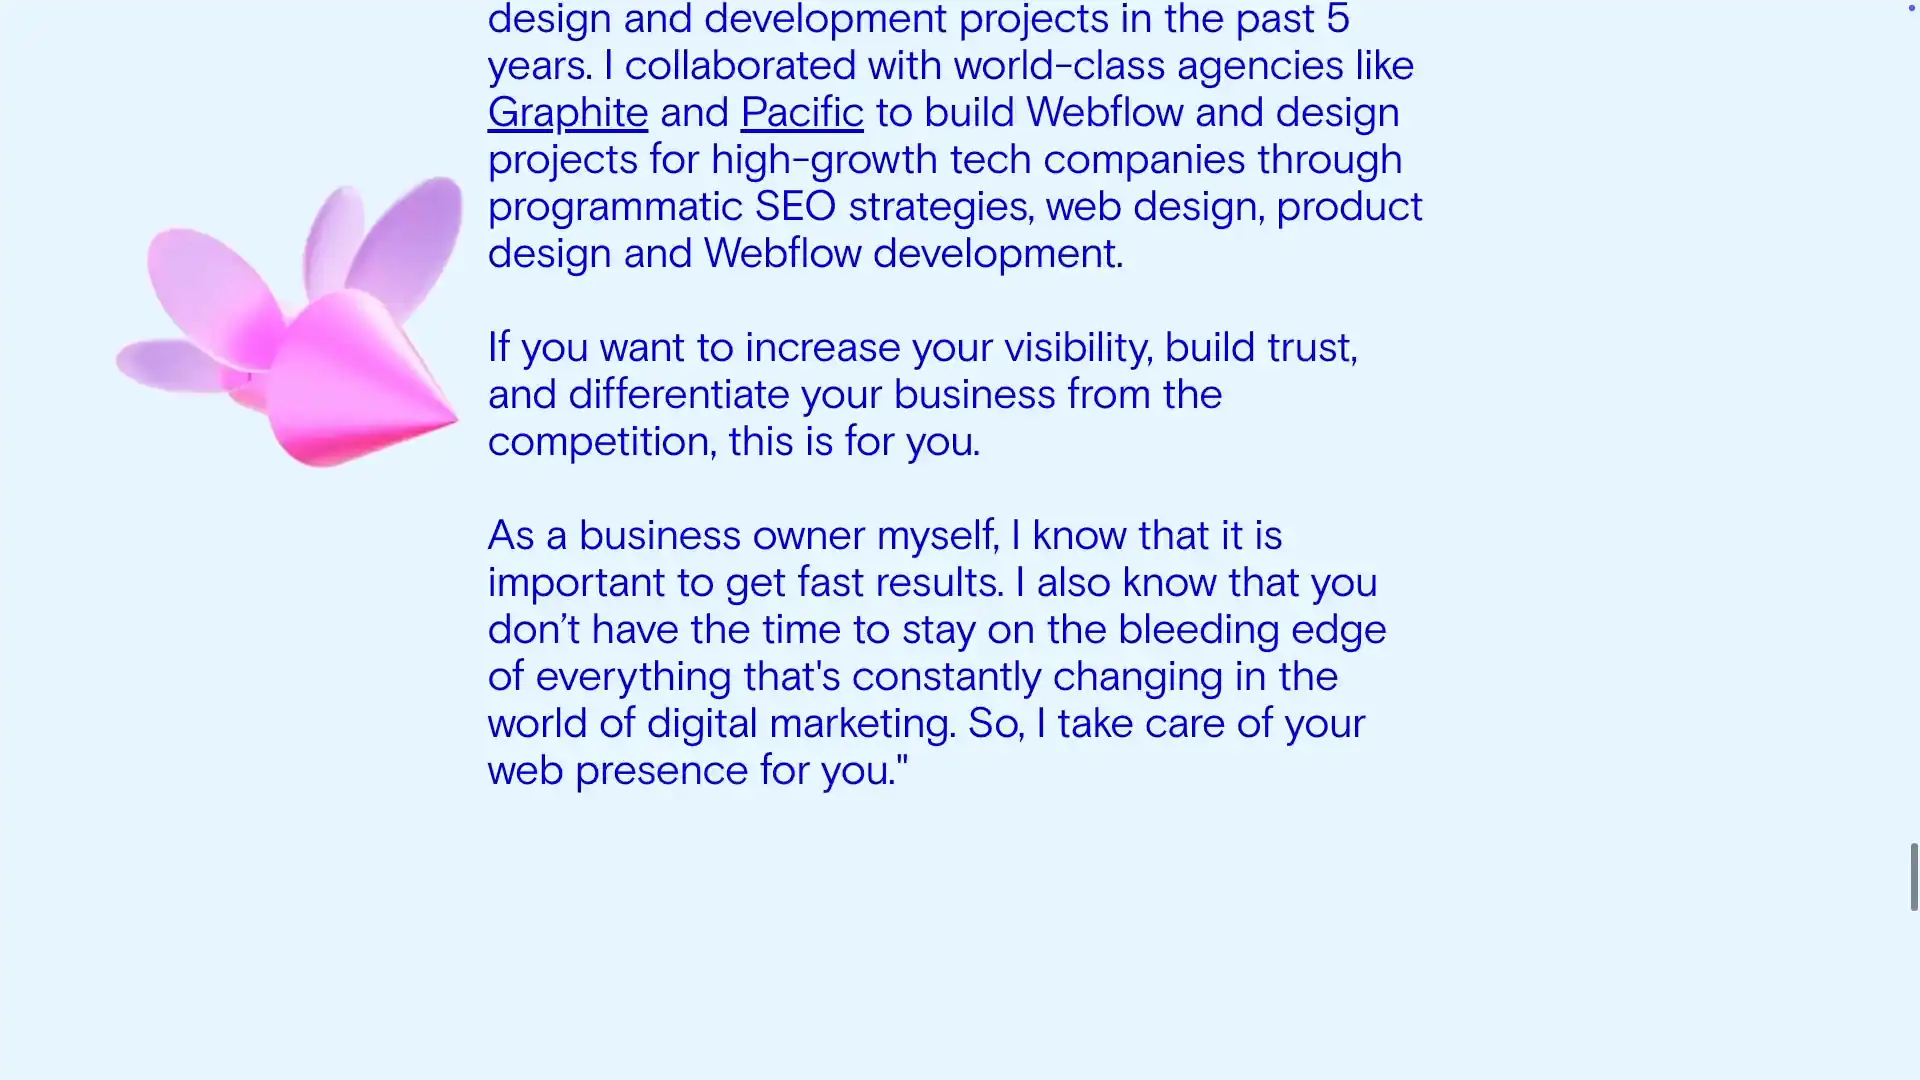 design and development projects in the past 5
years. I collaborated with world-class agencies like
Graphite and Pacific to build Webflow and design
projects for high-growth tech companies through
programmatic SEO strategies, web design, product
design and Webflow development.
If you want to increase your visibility, build trust,
and differentiate your business from the
competition, this is for you.
As a business owner myself, I know that it is
important to get fast results. I also know that you
don’t have the time to stay on the bleeding edge
of everything that's constantly changing in the
world of digital marketing. So, I take care of your
web presence for you."